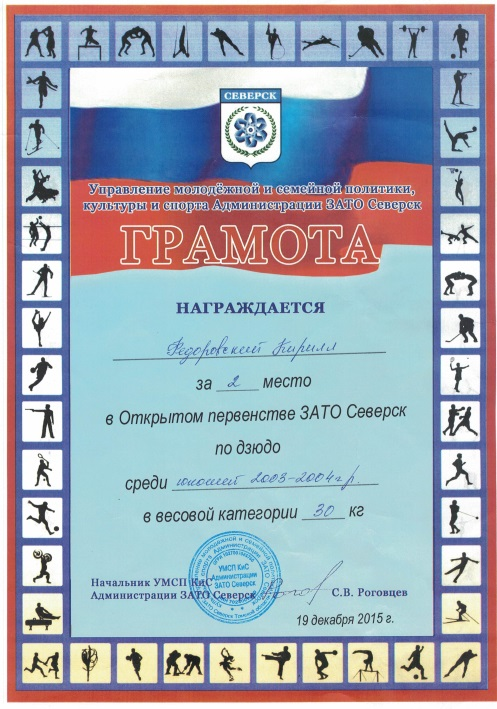 СЕВЕРСК
Управление молодёжной и семейной политики,
культуры и спорта Администрации ЗАТО Северск
ГРАМОТА
НАГРАЖДАЕТСЯ
Федоровский Кирилл
за 2 место
в Открытом первенстве ЗАТО Северск
по дзюдо
среди юношей 2003-2004 г.р.
в весовой категории 30 кг
УМСП КиС
Администрации
ЗАТО Северск
Начальник УМСП КиС
Администрации ЗАТО Северск
С.В. Роговцев
19 декабря 2015 г.